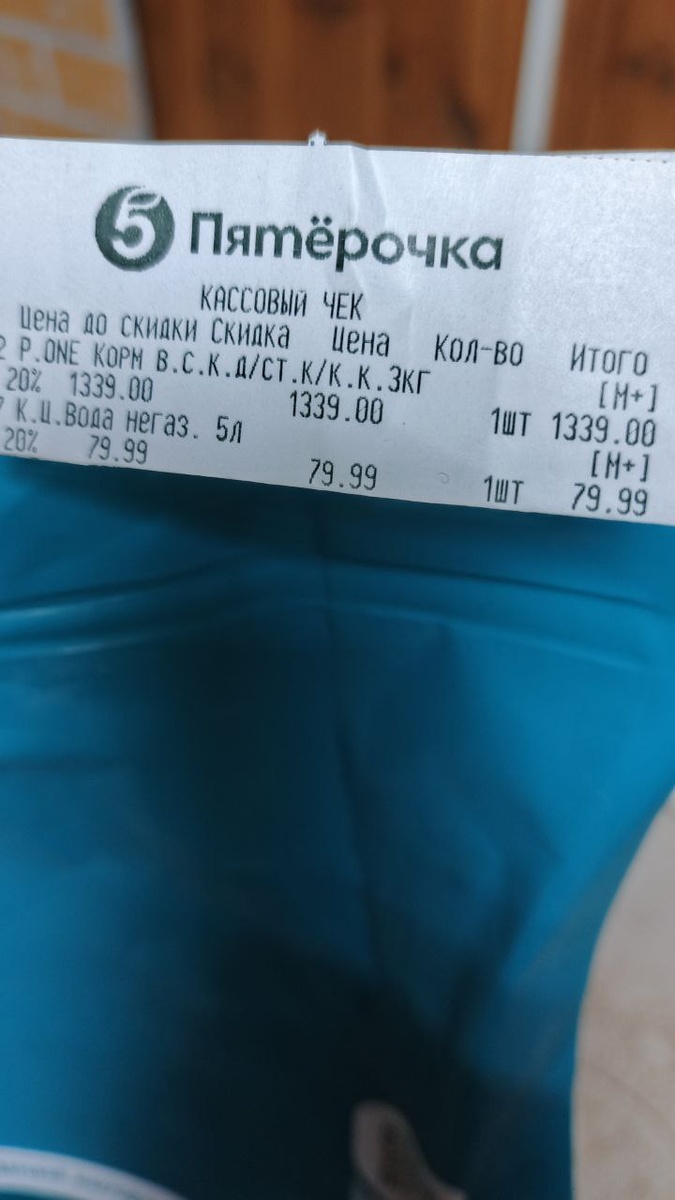 5 Пятёрочка
КАССОВЫЙ ЧЕК
Цена до скидки Скидка Цена Кол-во Итого
2 P.ONE КОРМ В.С.К.Д/СТ.К/К.К.3КГ [М+]
20% 1339.00 1339.00 1шт 1339.00
7 К.Ц.Вода негаз. 5л [М+]
20% 79.99 79.99 1шт 79.99